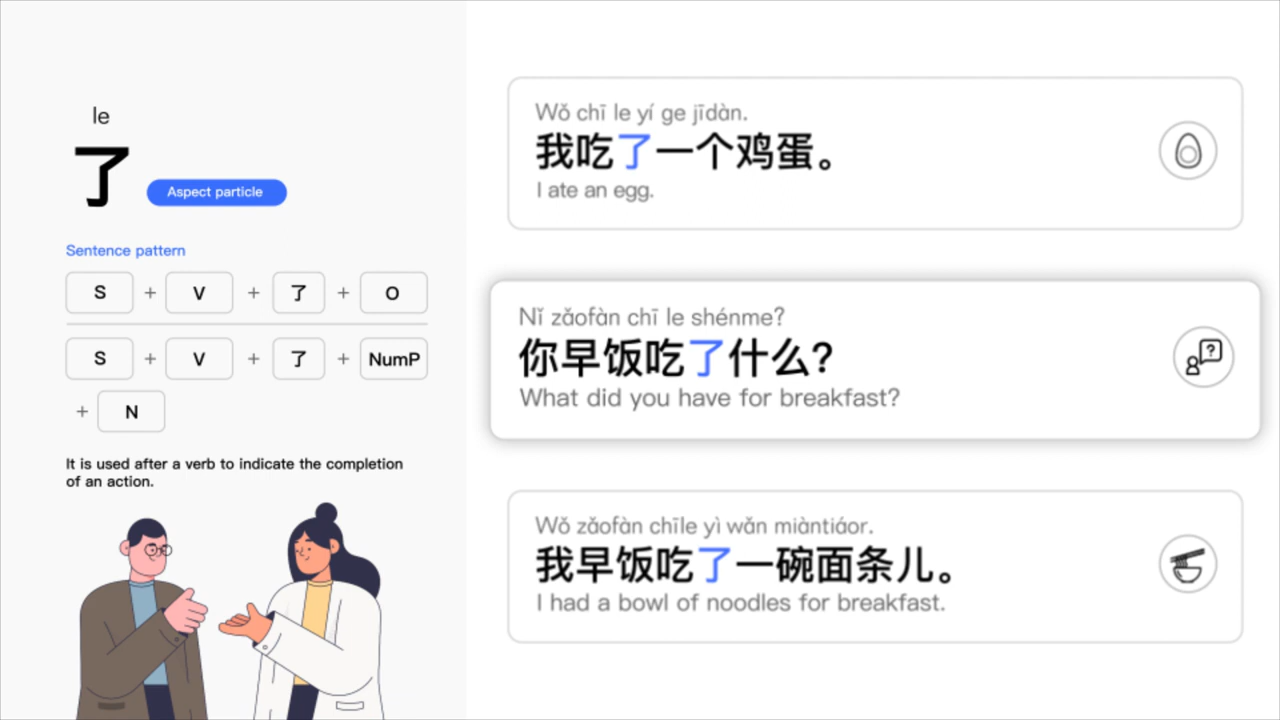 le
了
Aspect particle
Sentence pattern
S + V + 了 + O
S + V + 了 + NumP
+ N
It is used after a verb to indicate the completion
of an action.
Wǒ chī le yí ge jīdàn.
我吃了一个鸡蛋。
I ate an egg.
Nǐ zǎofàn chī le shénme?
你早饭吃了什么?
What did you have for breakfast?
Wǒ zǎofàn chīle yì wǎn miàntiáor.
我早饭吃了一碗面条儿。
I had a bowl of noodles for breakfast.